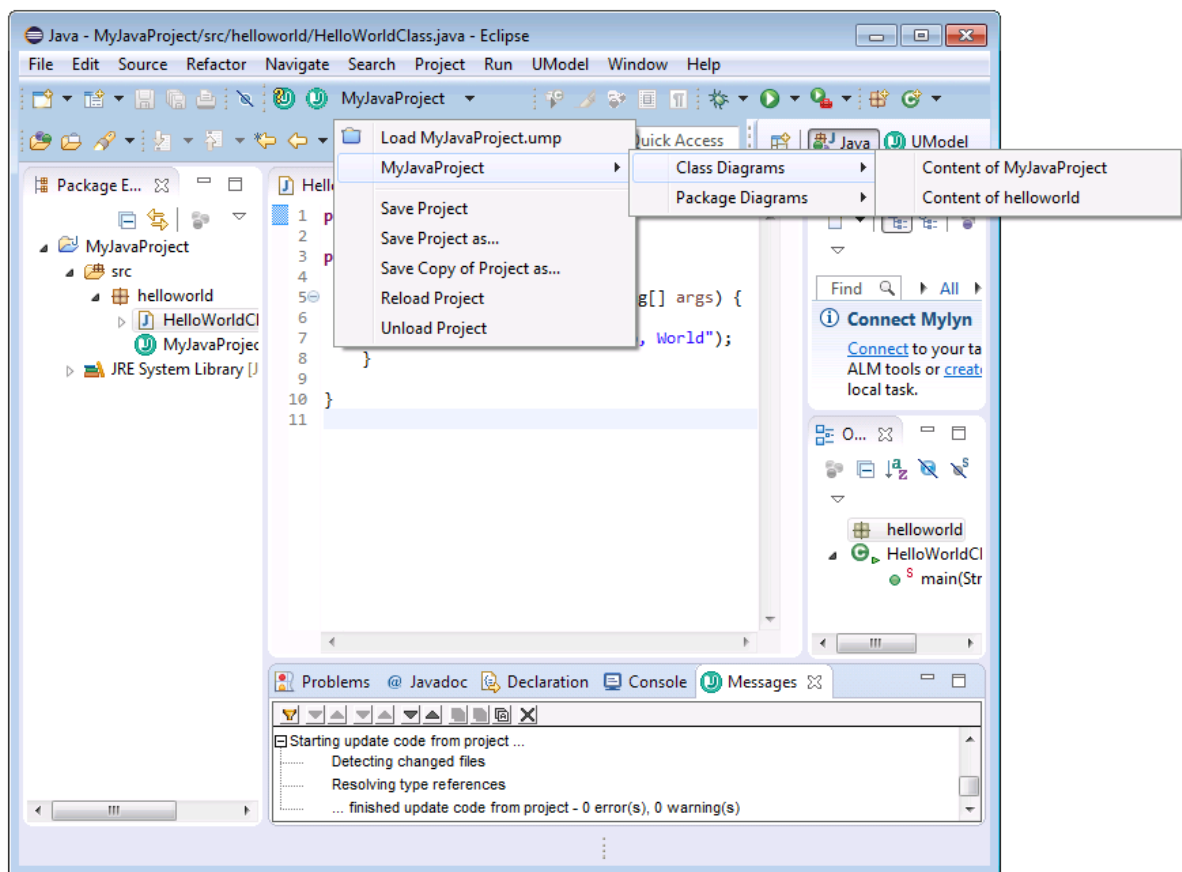 Java - MyJavaProject/src/helloworld/HelloWorldClass.java - Eclipse
File Edit Source Refactor Navigate Search Project Run UModel Window Help
MyJavaProject
Quick Access
Java
UModel
Load MyJavaProject.ump
MyJavaProject
Save Project
Save Project as...
Save Copy of Project as...
Reload Project
Unload Project
Class Diagrams
Package Diagrams
Content of MyJavaProject
Content of helloworld
Package E...
MyJavaProject
src
helloworld
HelloWorldCl
MyJavaProjec
JRE System Library [J
Hell
1 p
2
3 p
4
5 g[] args) {
6
7 , World");
8 }
9
10 }
11
Find All
Connect Mylyn
Connect to your ta
ALM tools or create
local task.
O...
helloworld
HelloWorldCl
main(Str
Problems @ Javadoc Declaration Console Messages
Starting update code from project ...
Detecting changed files
Resolving type references
... finished update code from project - 0 error(s), 0 warning(s)